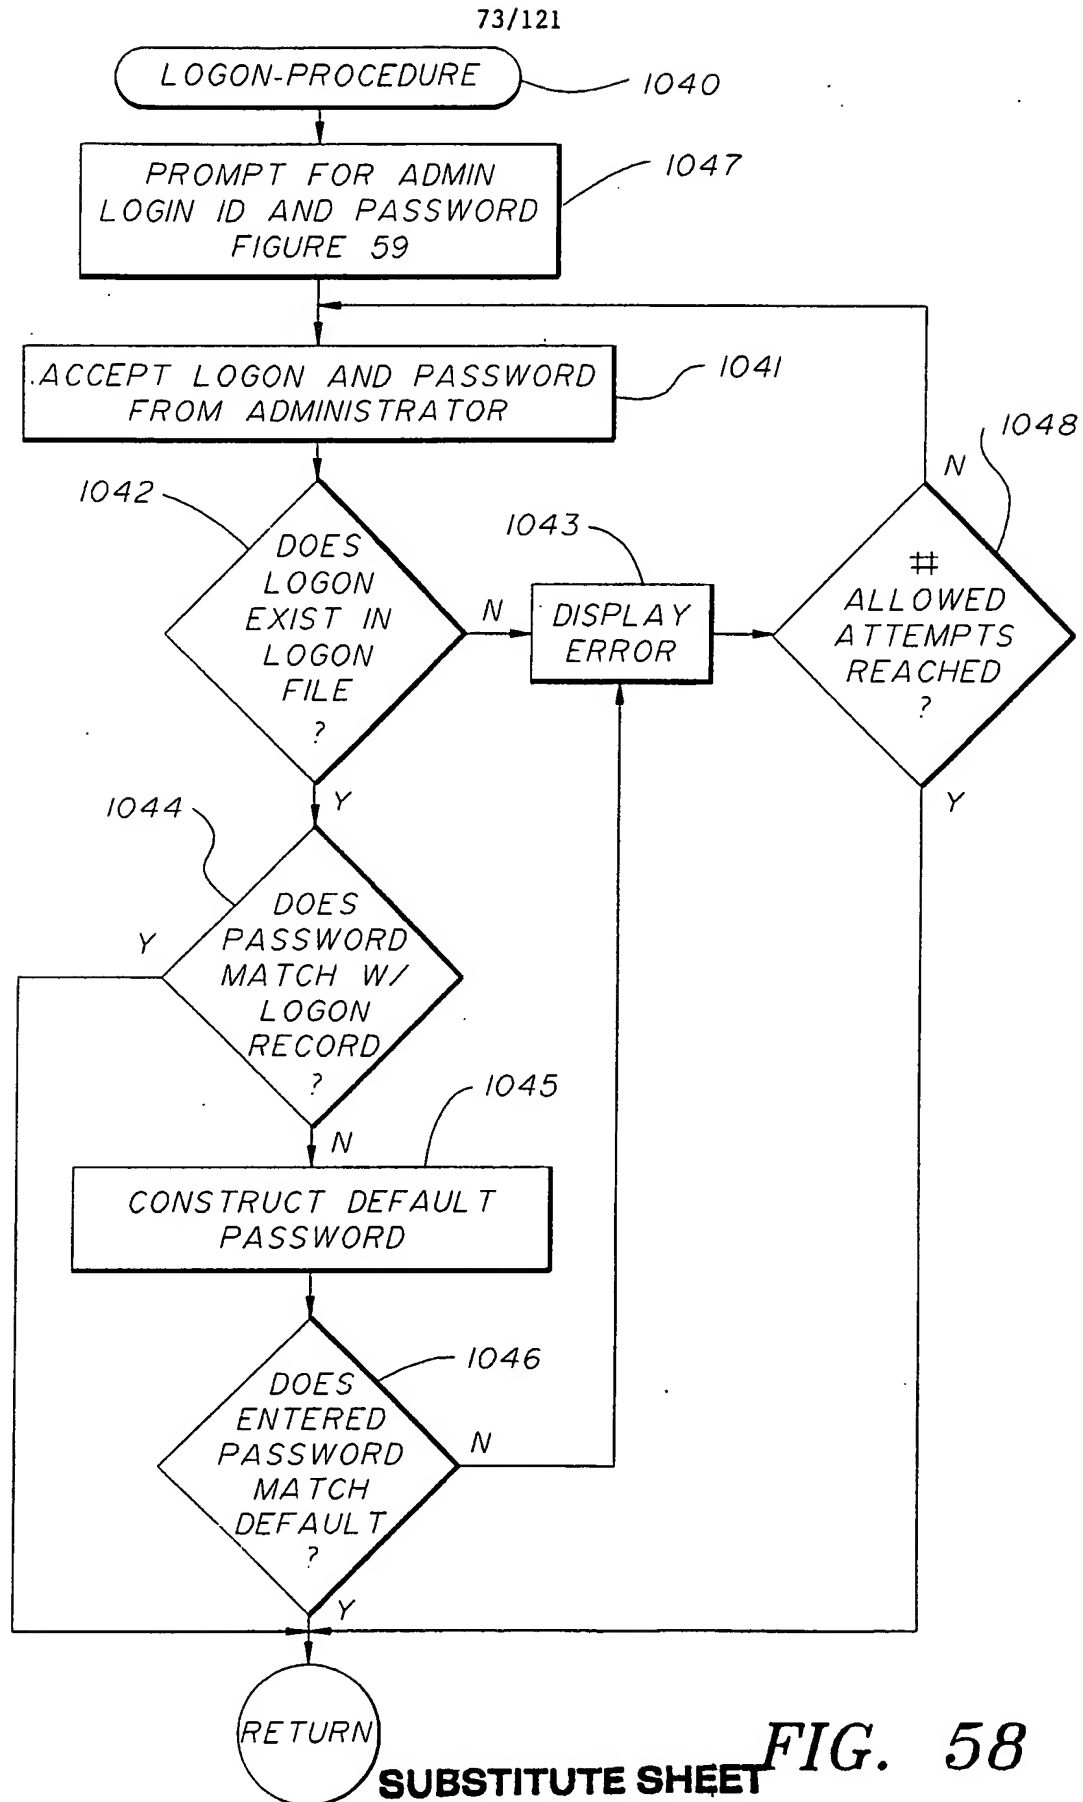 73/121
LOGON-PROCEDURE
1040
PROMPT FOR ADMIN
LOGIN ID AND PASSWORD
FIGURE 59
1047
ACCEPT LOGON AND PASSWORD
FROM ADMINISTRATOR
1041
1042
DOES
LOGON
EXIST IN
LOGON
FILE
?
N
Y
1043
DISPLAY
ERROR
1048
N
#
ALLOWED
ATTEMPTS
REACHED
?
Y
1044
Y
DOES
PASSWORD
MATCH W/
LOGON
RECORD
?
N
1045
CONSTRUCT DEFAULT
PASSWORD
1046
DOES
ENTERED
PASSWORD
MATCH
DEFAULT
?
N
Y
RETURN
FIG. 58
SUBSTITUTE SHEET